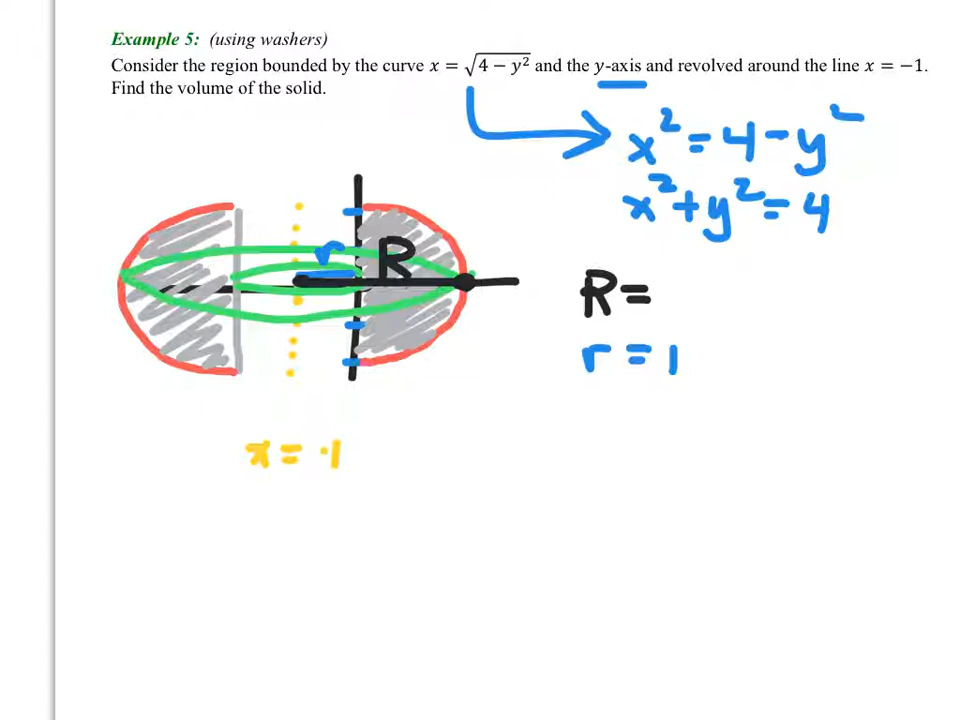 Example 5: (using washers)
Consider the region bounded by the curve x = √(4 − y²) and the y-axis and revolved around the line x = −1.
Find the volume of the solid.
x² = 4 - y²
x² + y² = 4
r
R
R =
r = 1
x = -1